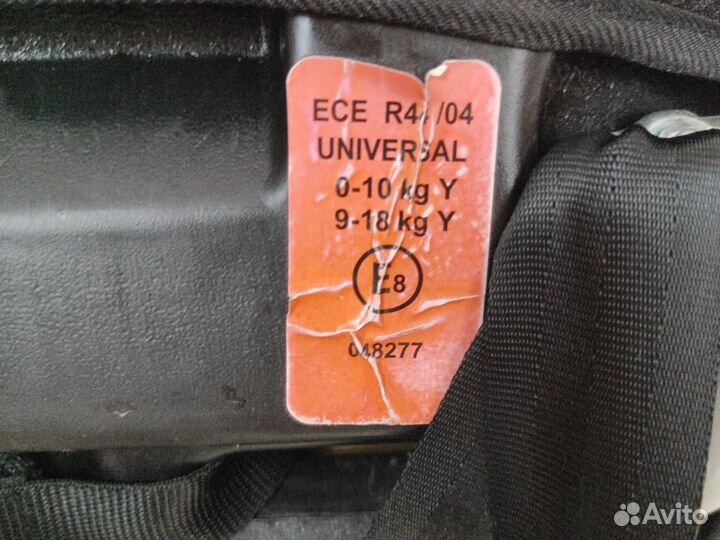 ECE R44/04
UNIVERSAL
0-10 kg Y
9-18 kg Y
E8
048277
Avito